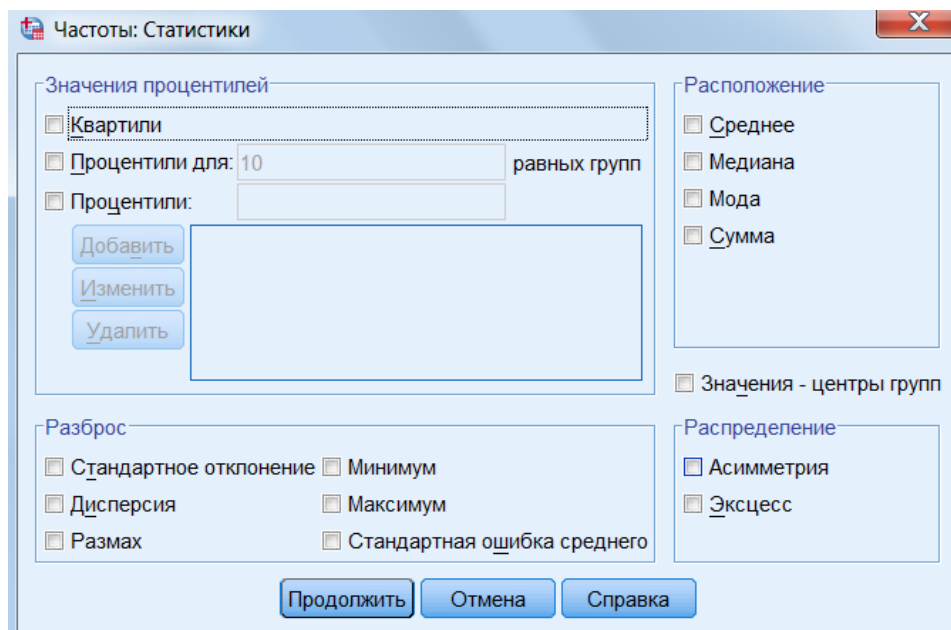 Частоты: Статистики
X
Значения процентилей
Квартили
Процентили для: 10 равных групп
Процентили:
Добавить
Изменить
Удалить
Расположение
Среднее
Медиана
Мода
Сумма
Значения - центры групп
Разброс
Стандартное отклонение Минимум
Дисперсия Максимум
Размах Стандартная ошибка среднего
Распределение
Асимметрия
Эксцесс
Продолжить Отмена Справка